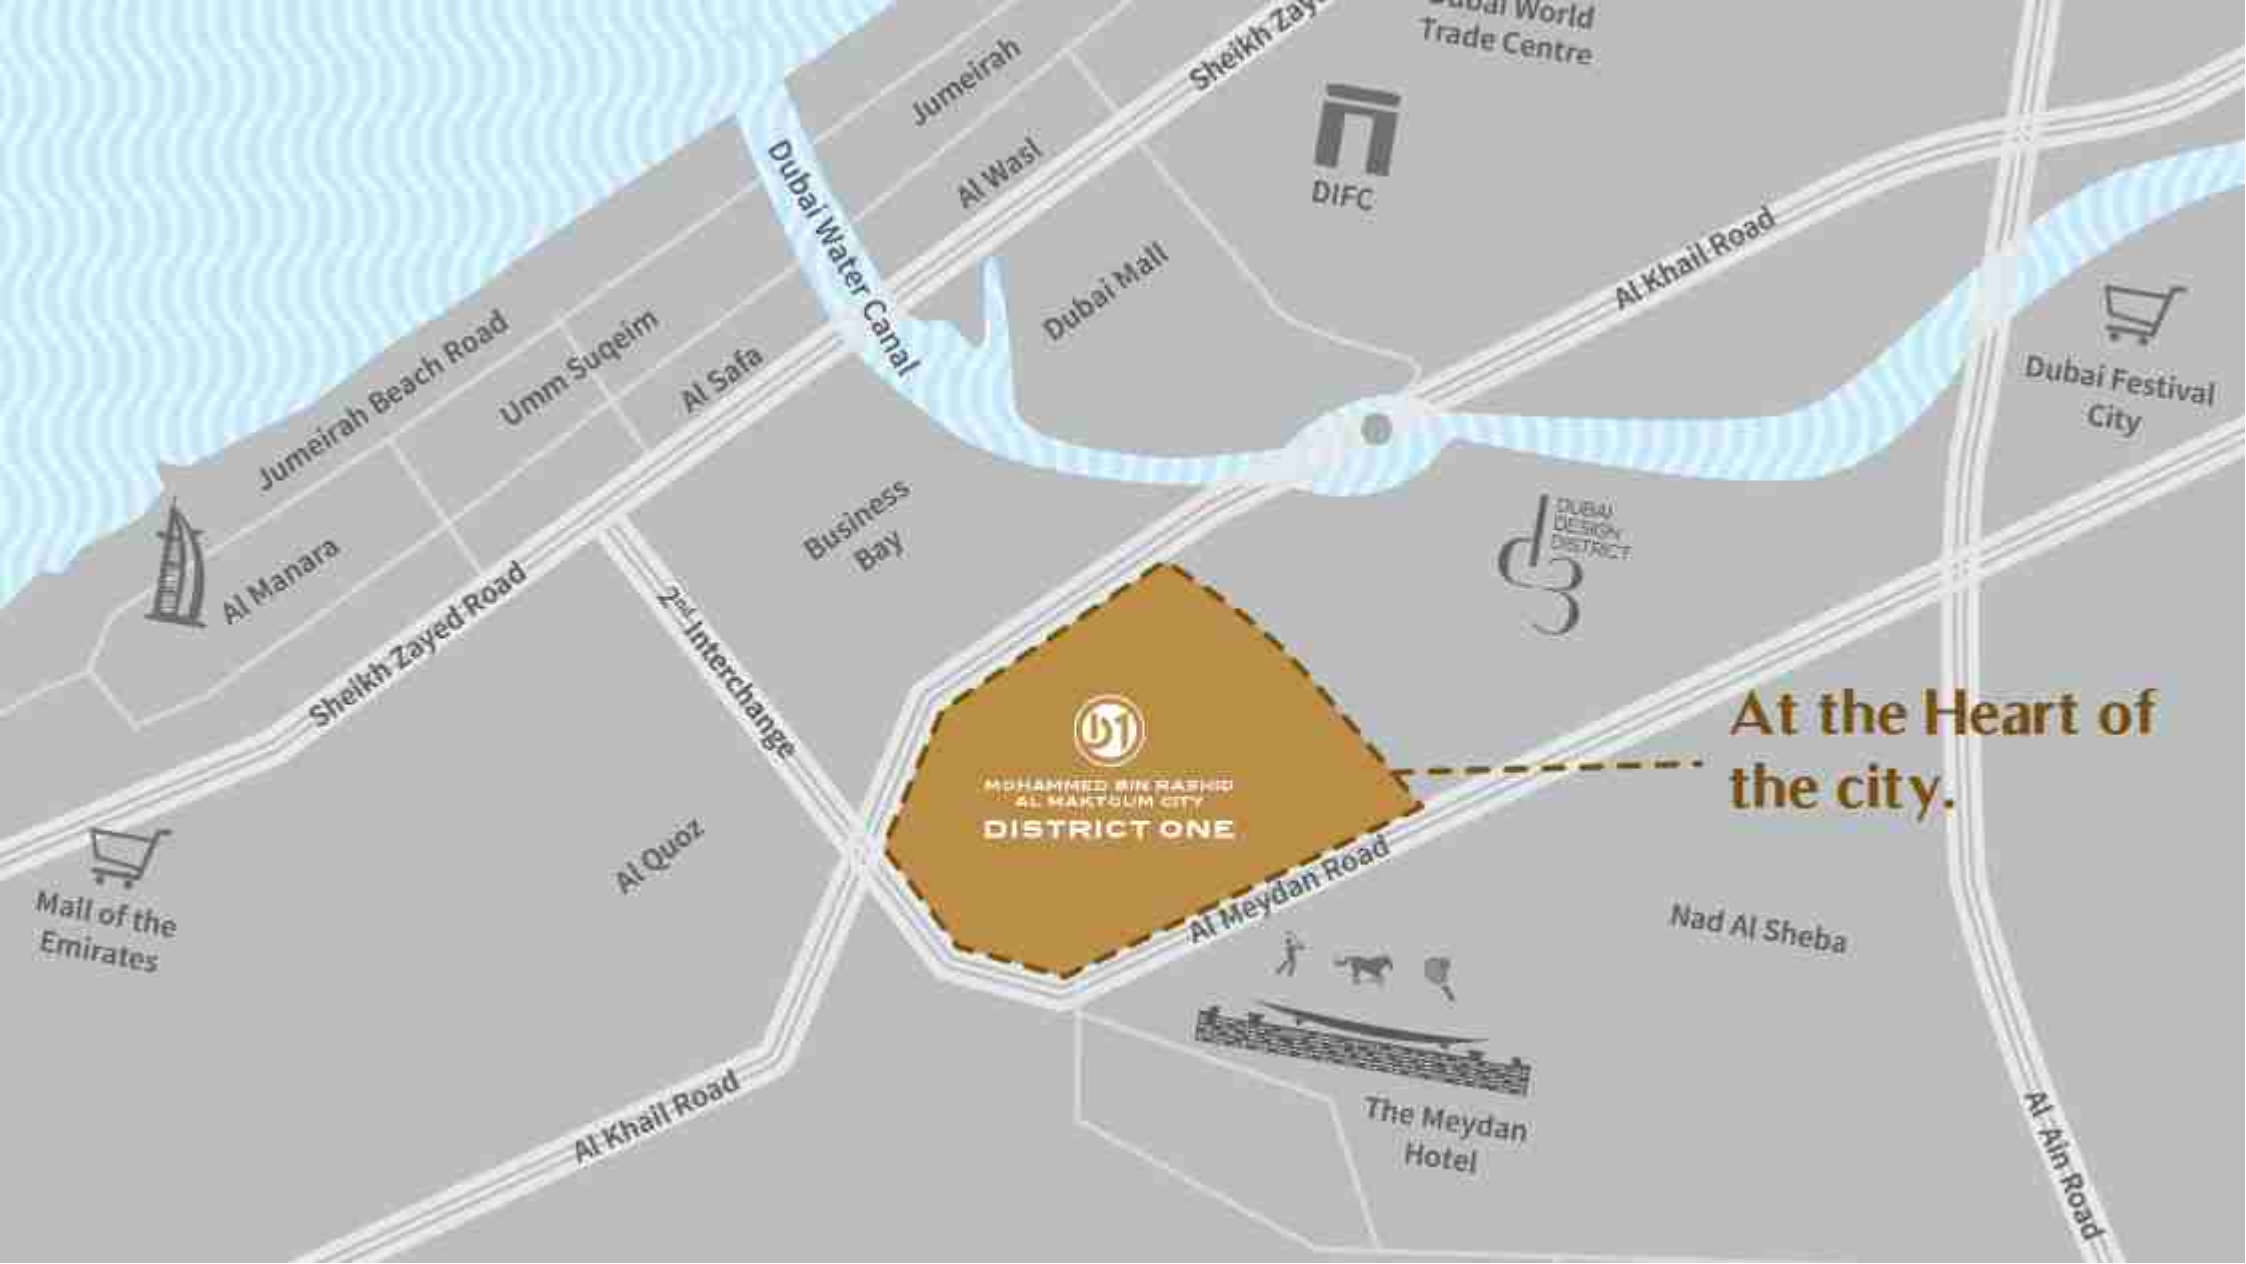 Dubai World
Trade Centre
Jumeirah
Sheikh
DIFC
Al Wasl
Dubai Water Canal
Dubai Mall
Al Khail Road
Dubai Festival
City
Jumeirah Beach Road
Umm Suqeim
Al Safa
Business
Bay
DUBAI
DESIGN
DISTRICT
d3
Al Manara
Sheikh Zayed Road
2nd Interchange
At the Heart of
the city.
D1
MOHAMMED BIN RASHID
AL MAKTOUM CITY
DISTRICT ONE
Al Quoz
Al Meydan Road
Mall of the
Emirates
Nad Al Sheba
The Meydan
Hotel
Al Khail Road
Al Ain Road